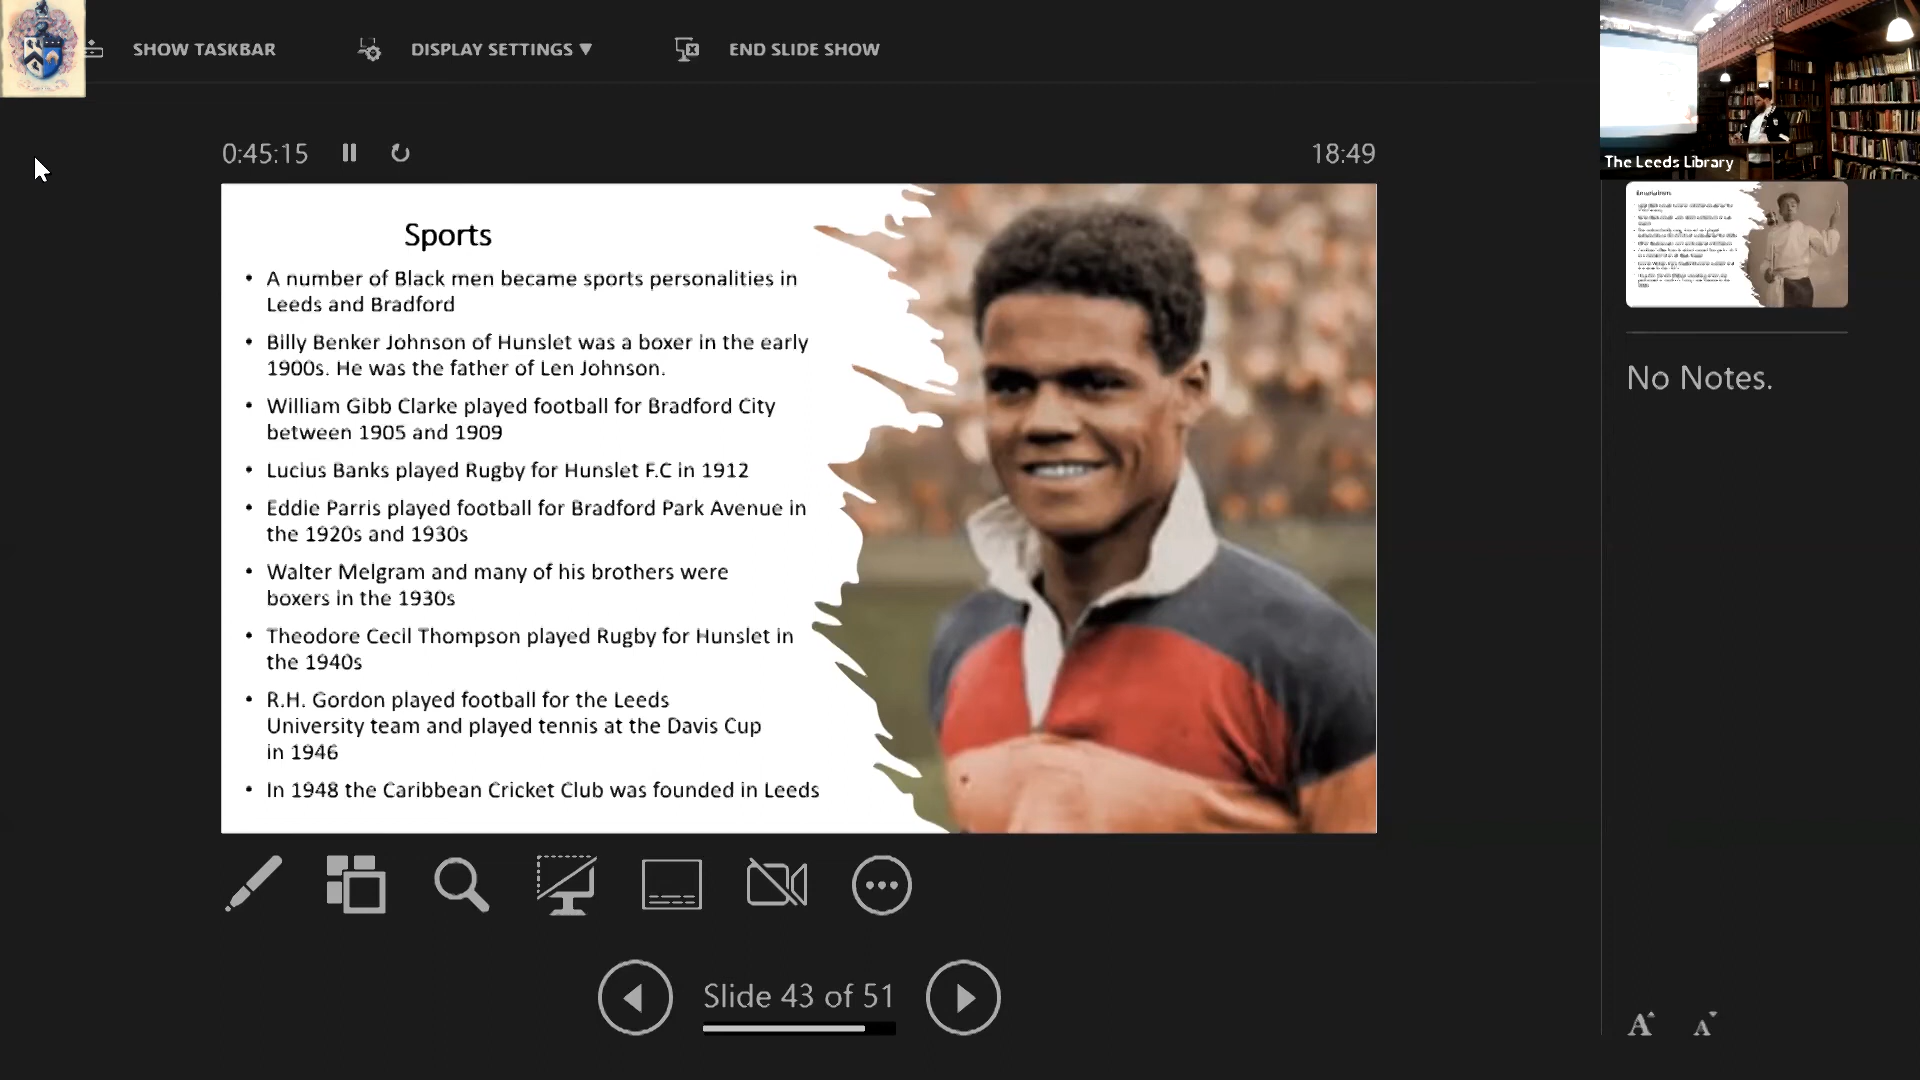 SHOW TASKBAR
DISPLAY SETTINGS ▼
END SLIDE SHOW
The Leeds Library
0:45:15
18:49
Sports
• A number of Black men became sports personalities in
Leeds and Bradford
• Billy Benker Johnson of Hunslet was a boxer in the early
1900s. He was the father of Len Johnson.
• William Gibb Clarke played football for Bradford City
between 1905 and 1909
• Lucius Banks played Rugby for Hunslet F.C in 1912
• Eddie Parris played football for Bradford Park Avenue in
the 1920s and 1930s
• Walter Melgram and many of his brothers were
boxers in the 1930s
• Theodore Cecil Thompson played Rugby for Hunslet in
the 1940s
• R.H. Gordon played football for the Leeds
University team and played tennis at the Davis Cup
in 1946
• In 1948 the Caribbean Cricket Club was founded in Leeds
No Notes.
Slide 43 of 51
A A